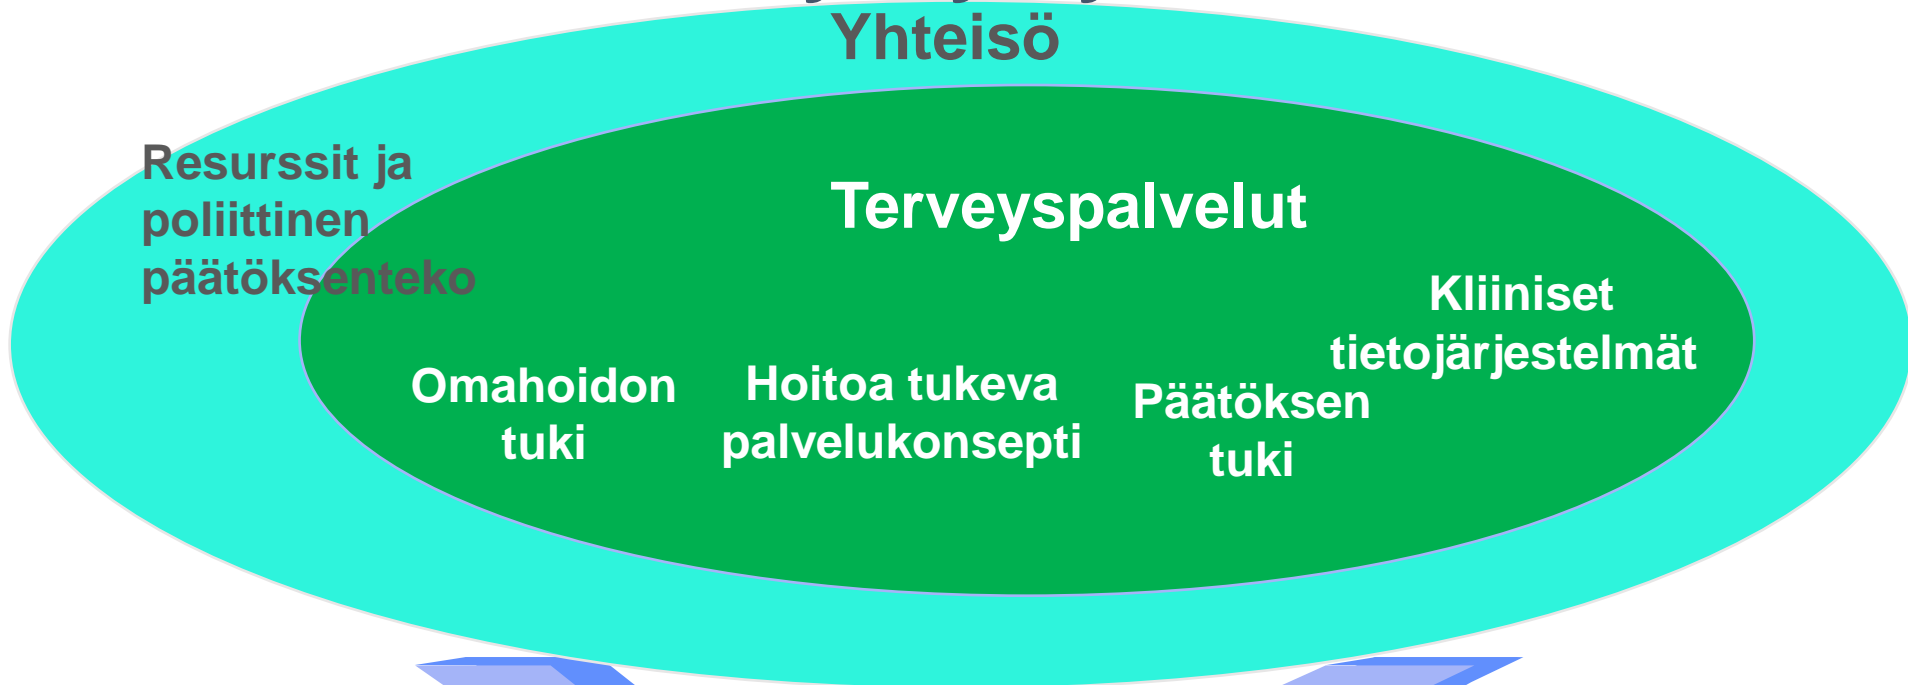 Yhteisö
Resurssit ja
poliittinen
päätöksenteko
Terveyspalvelut
Kliiniset
tietojärjestelmät
Omahoidon
tuki
Hoitoa tukeva
palvelukonsepti
Päätöksen
tuki